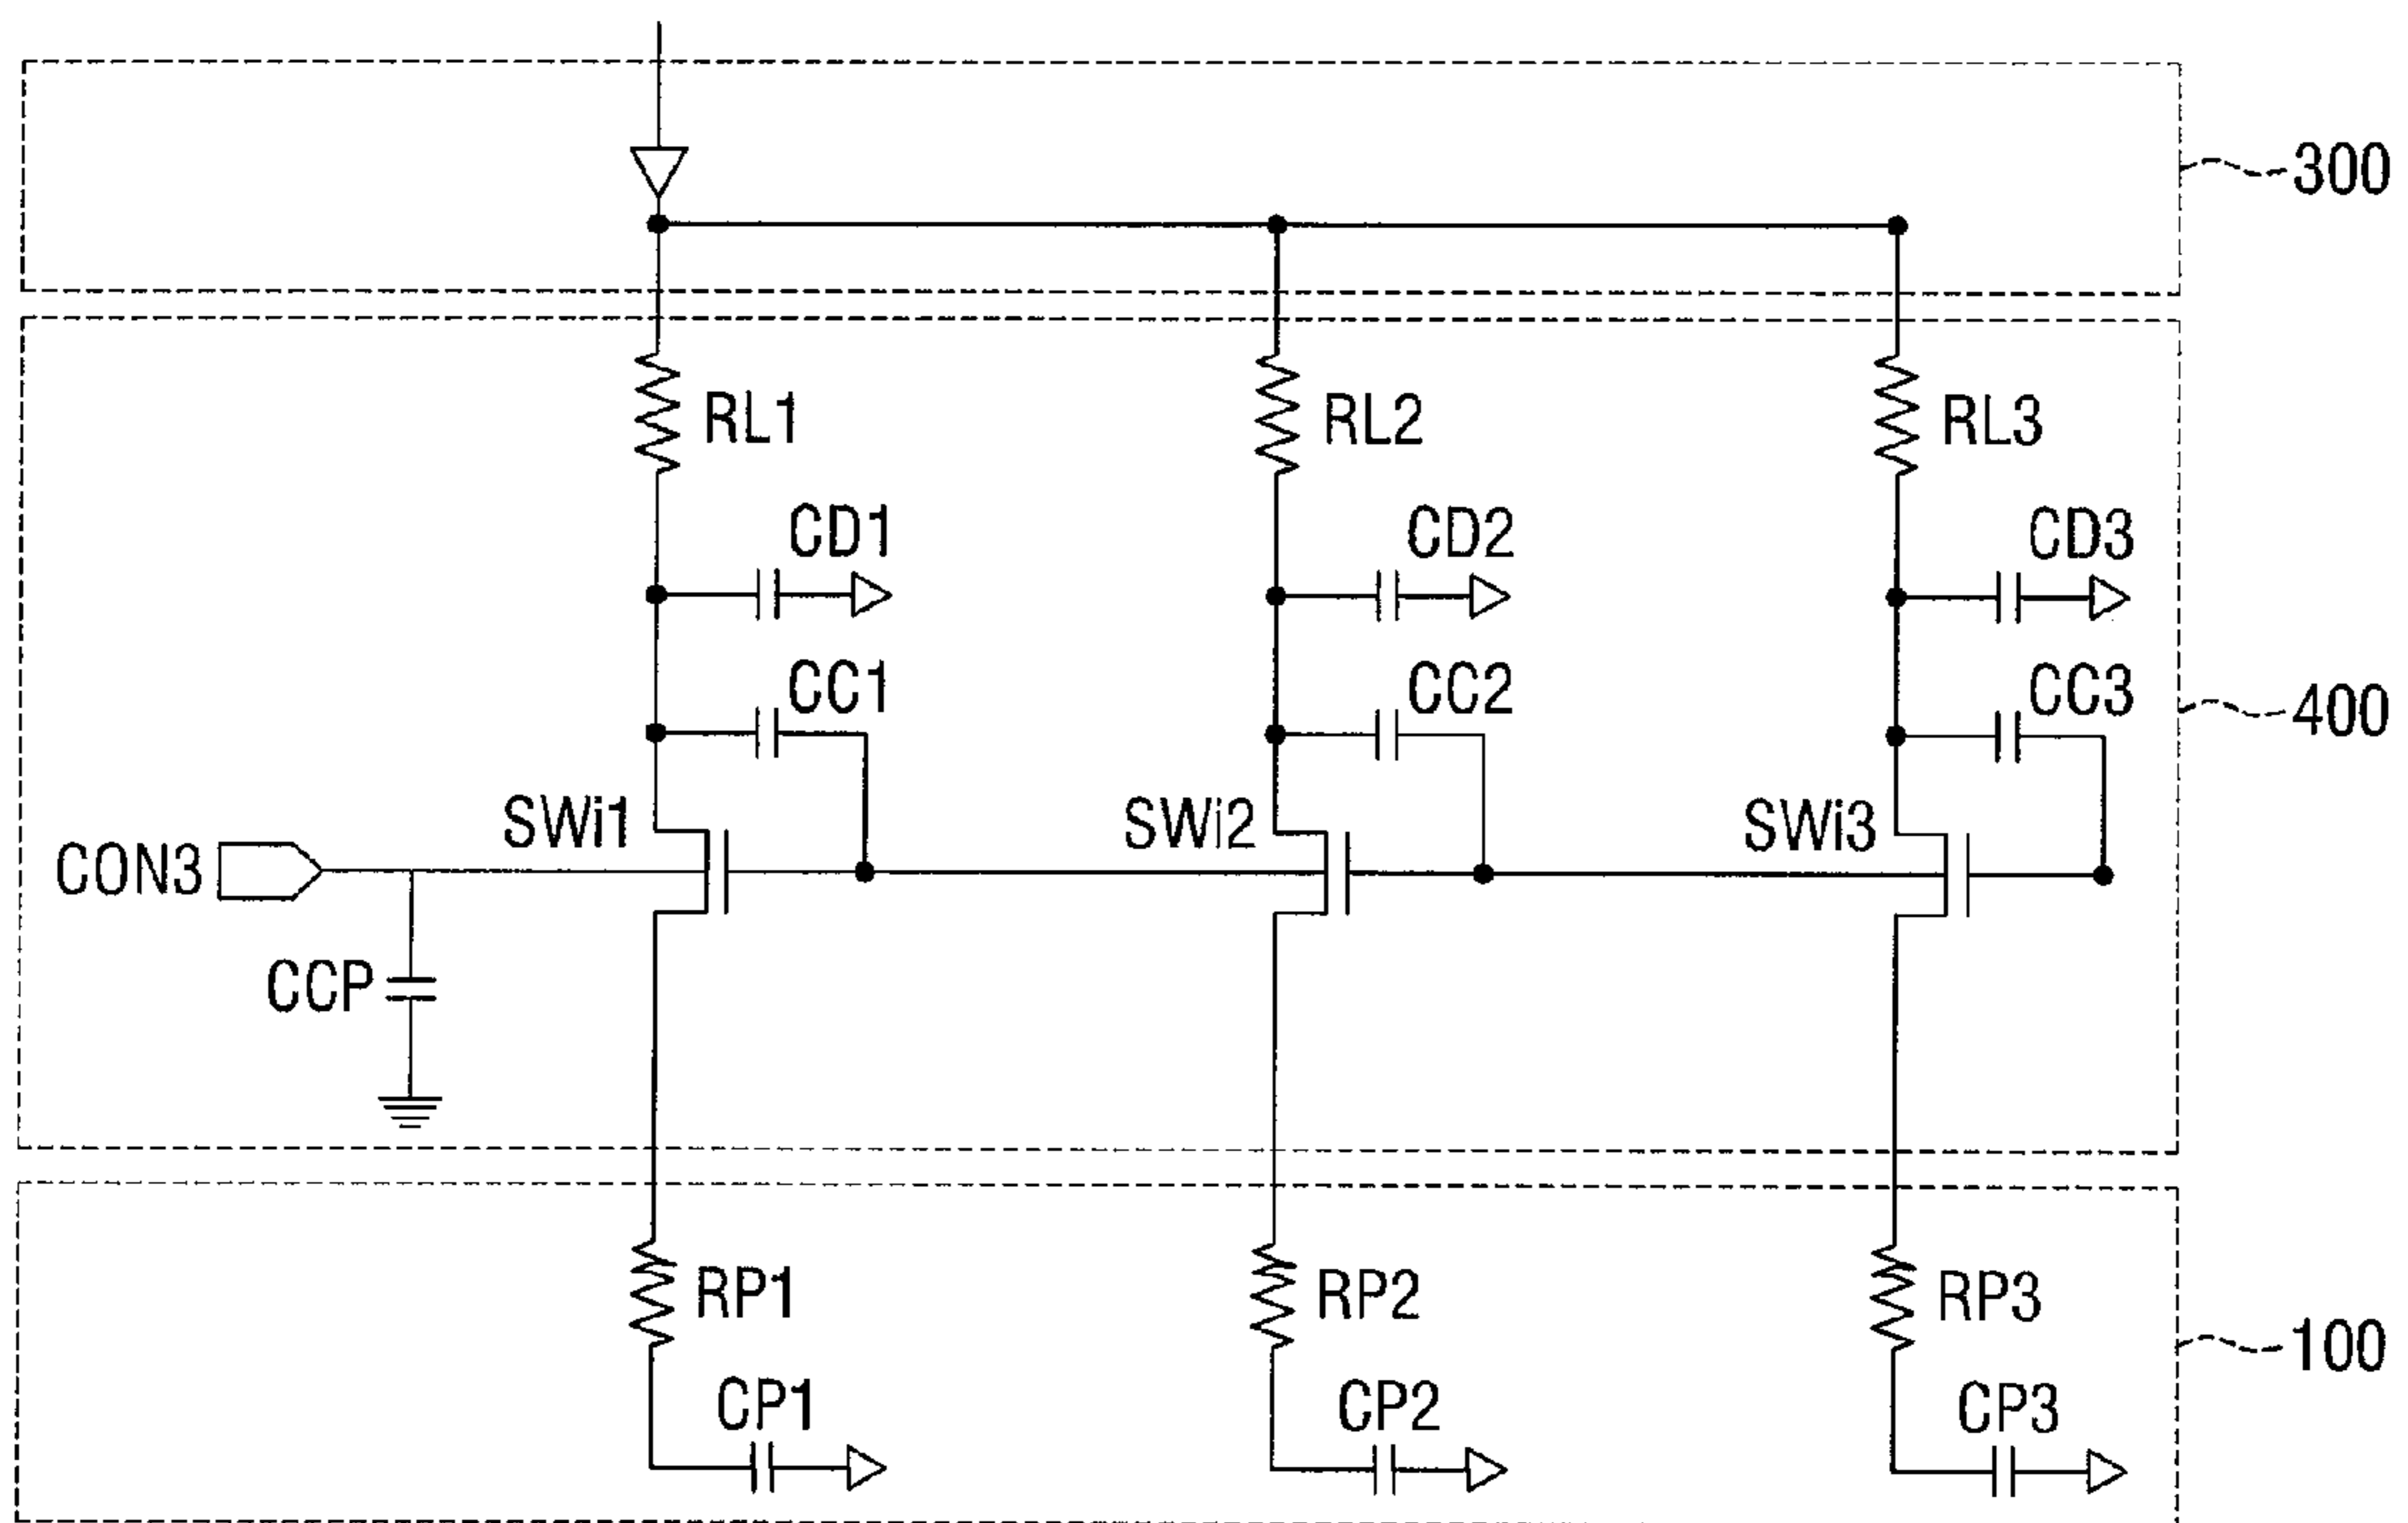 300
RL1
RL2
RL3
CD1
CD2
CD3
CC1
CC2
CC3
400
SWi1
SWi2
SWi3
CON3
CCP
RP1
RP2
RP3
100
CP1
CP2
CP3